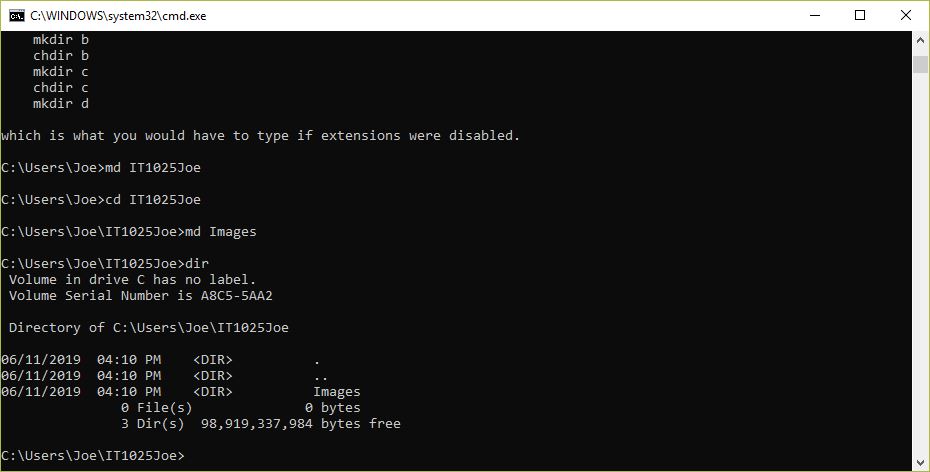 C:\WINDOWS\system32\cmd.exe
    mkdir b
    chdir b
    mkdir c
    chdir c
    mkdir d

which is what you would have to type if extensions were disabled.

C:\Users\Joe>md IT1025Joe

C:\Users\Joe>cd IT1025Joe

C:\Users\Joe\IT1025Joe>md Images

C:\Users\Joe\IT1025Joe>dir
 Volume in drive C has no label.
 Volume Serial Number is A8C5-5AA2

 Directory of C:\Users\Joe\IT1025Joe

06/11/2019  04:10 PM    <DIR>          .
06/11/2019  04:10 PM    <DIR>          ..
06/11/2019  04:10 PM    <DIR>          Images
               0 File(s)              0 bytes
               3 Dir(s)  98,919,337,984 bytes free

C:\Users\Joe\IT1025Joe>